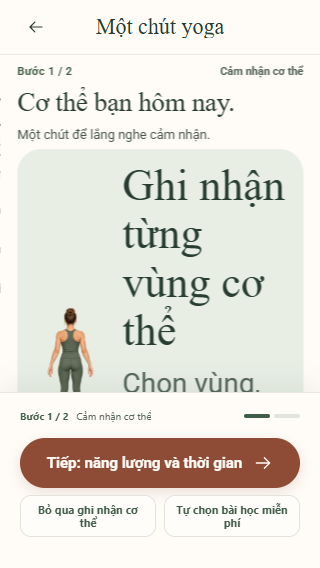 Một chút yoga
Bước 1 / 2
Cảm nhận cơ thể
Cơ thể bạn hôm nay.
Một chút để lắng nghe cảm nhận.
Ghi nhận
từng
vùng cơ
thể
Chọn vùng,
Bước 1 / 2 Cảm nhận cơ thể
Tiếp: năng lượng và thời gian
Bỏ qua ghi nhận cơ
thể
Tự chọn bài học miễn
phí